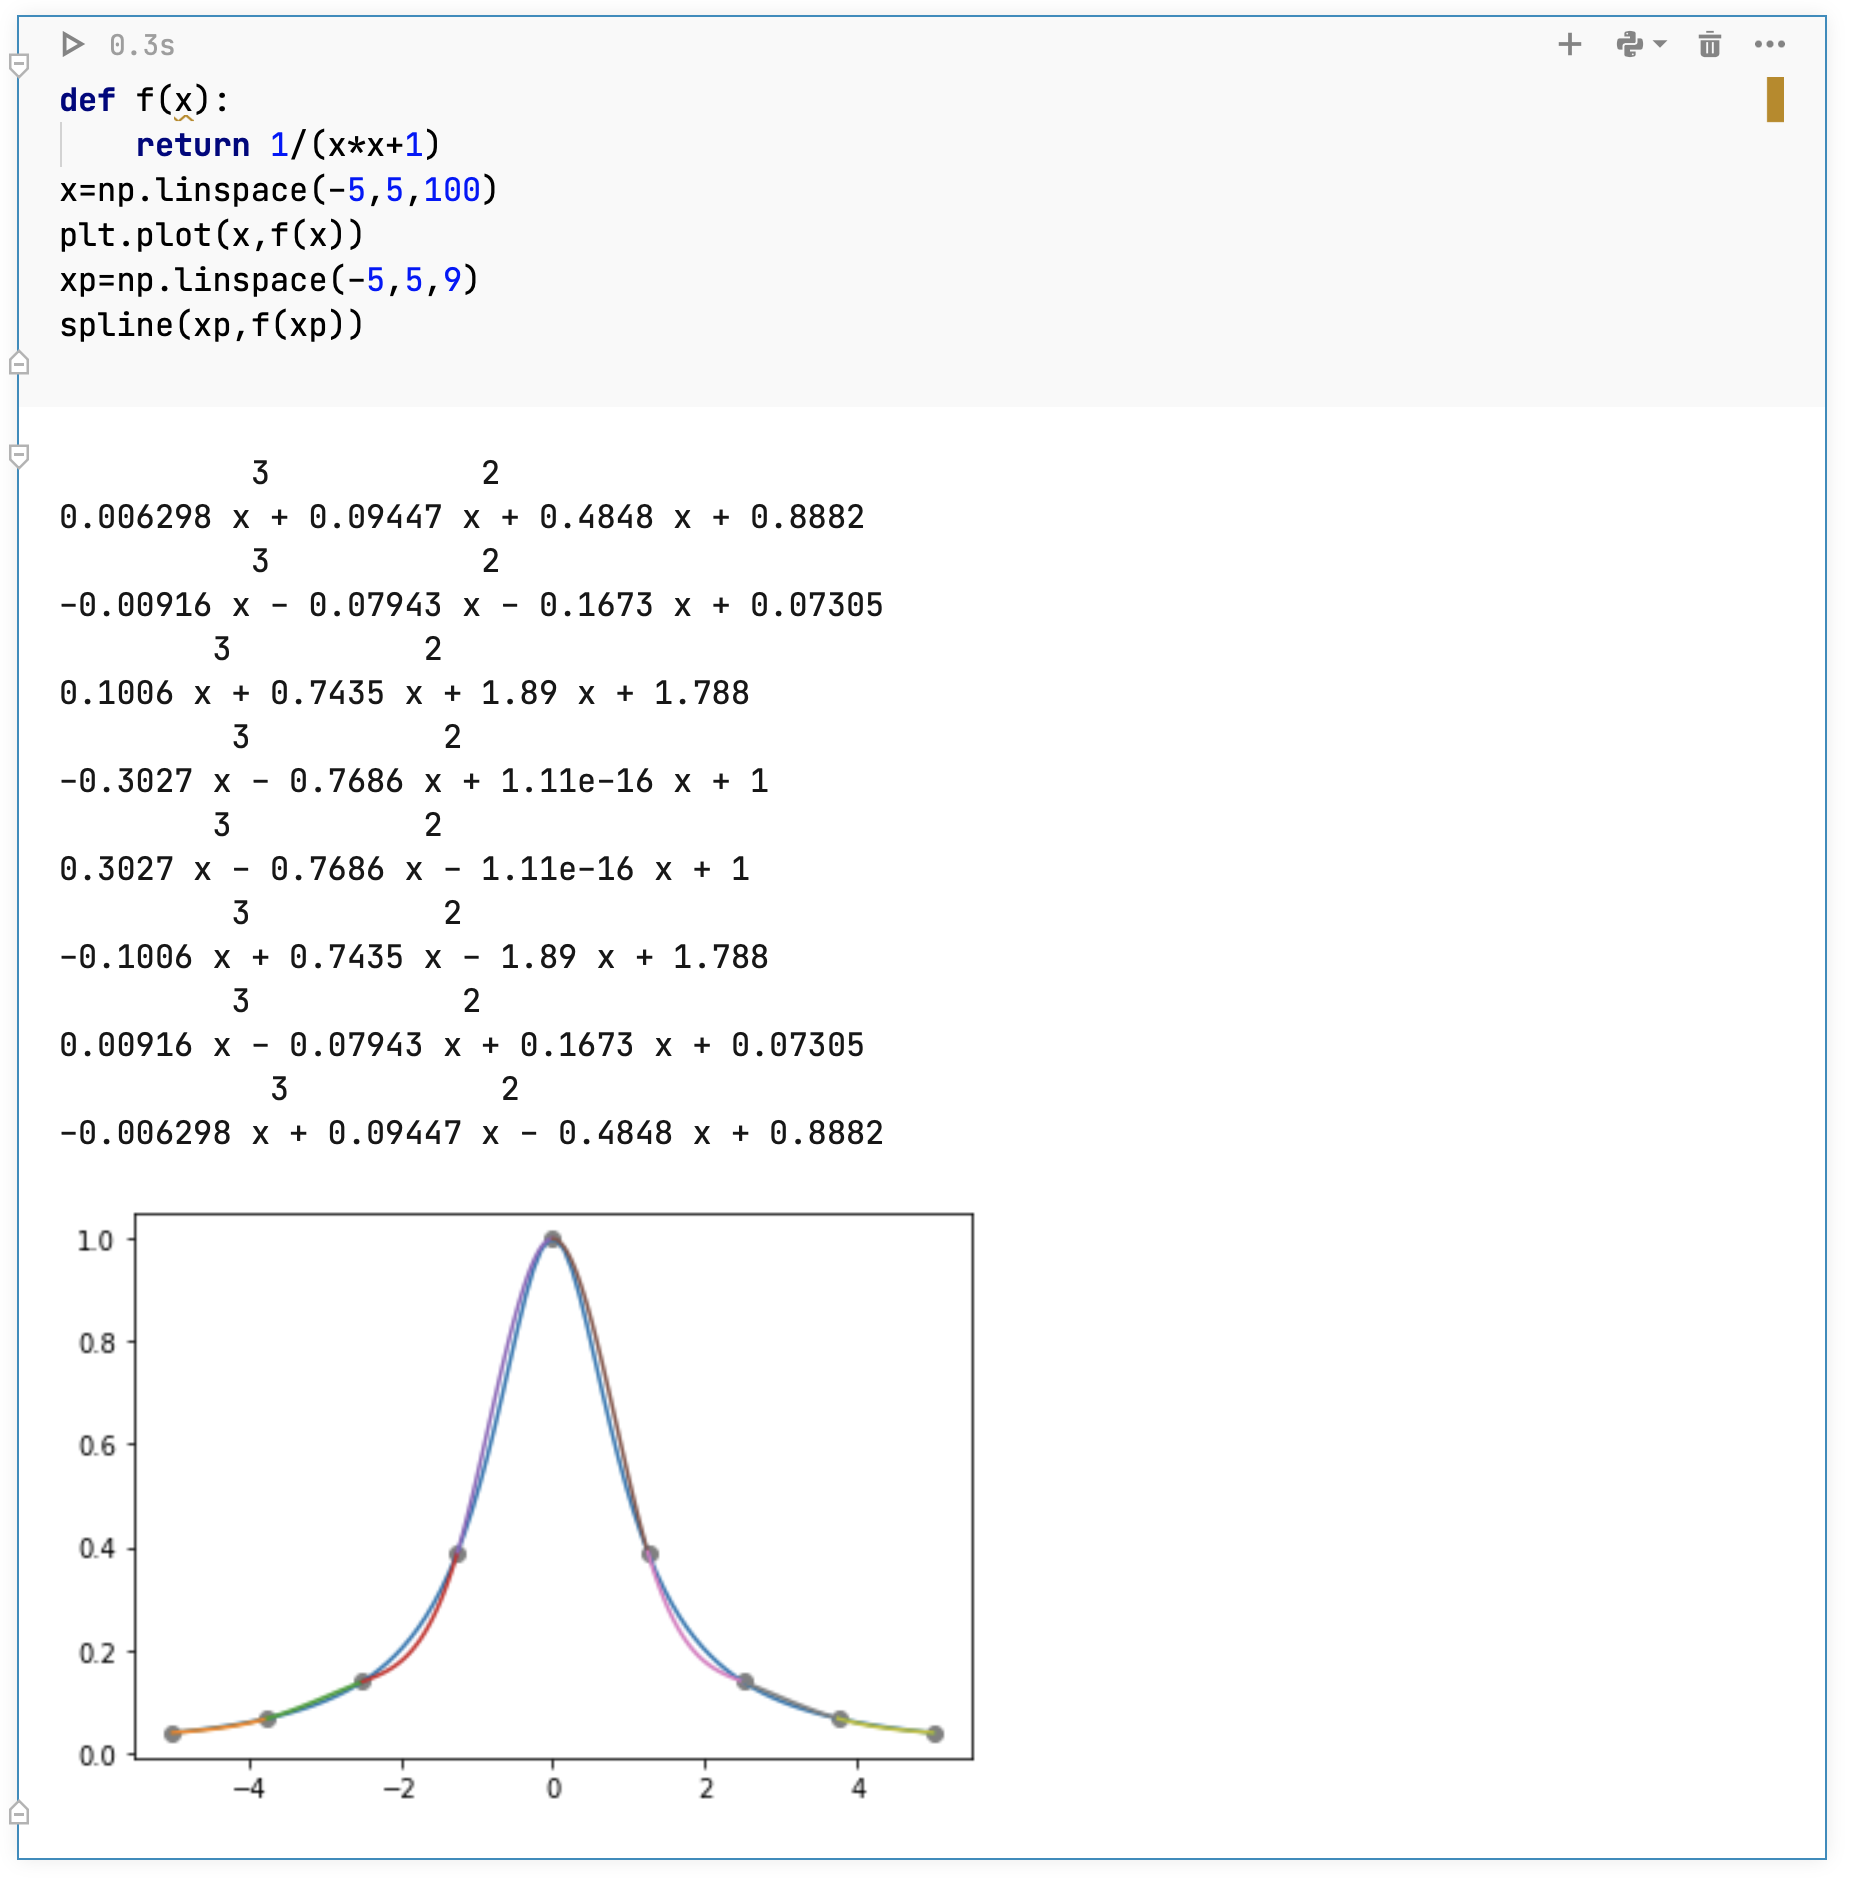 0.3s
def f(x):
    return 1/(x*x+1)
x=np.linspace(-5,5,100)
plt.plot(x,f(x))
xp=np.linspace(-5,5,9)
spline(xp,f(xp))
          3           2
0.006298 x + 0.09447 x + 0.4848 x + 0.8882
          3           2
-0.00916 x - 0.07943 x - 0.1673 x + 0.07305
        3          2
0.1006 x + 0.7435 x + 1.89 x + 1.788
         3          2
-0.3027 x - 0.7686 x + 1.11e-16 x + 1
        3          2
0.3027 x - 0.7686 x - 1.11e-16 x + 1
         3          2
-0.1006 x + 0.7435 x - 1.89 x + 1.788
         3           2
0.00916 x - 0.07943 x + 0.1673 x + 0.07305
           3           2
-0.006298 x + 0.09447 x - 0.4848 x + 0.8882
1.0
0.8
0.6
0.4
0.2
0.0
−4 −2 0 2 4